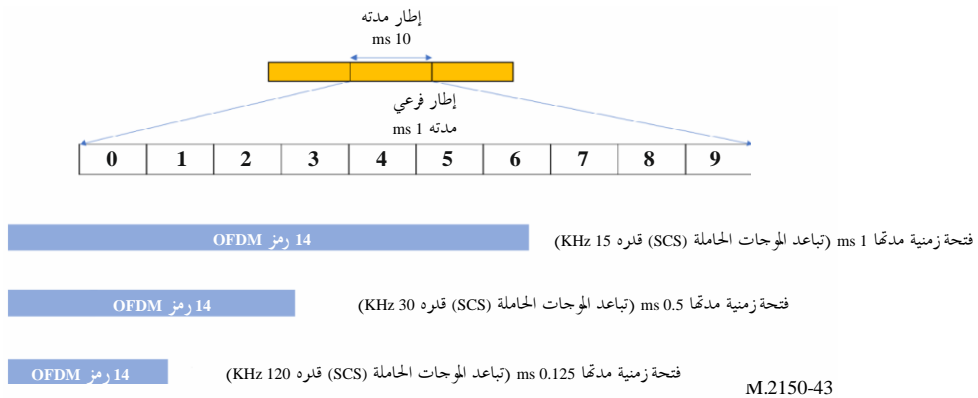 إطار مدته
10 ms
إطار فرعي
مدته 1 ms
0 1 2 3 4 5 6 7 8 9
14 رمز OFDM
فتحة زمنية مدتها 1 ms (تباعد الموجات الحاملة (SCS) قدره 15 KHz)
14 رمز OFDM
فتحة زمنية مدتها 0.5 ms (تباعد الموجات الحاملة (SCS) قدره 30 KHz)
14 رمز OFDM
فتحة زمنية مدتها 0.125 ms (تباعد الموجات الحاملة (SCS) قدره 120 KHz)
M.2150-43